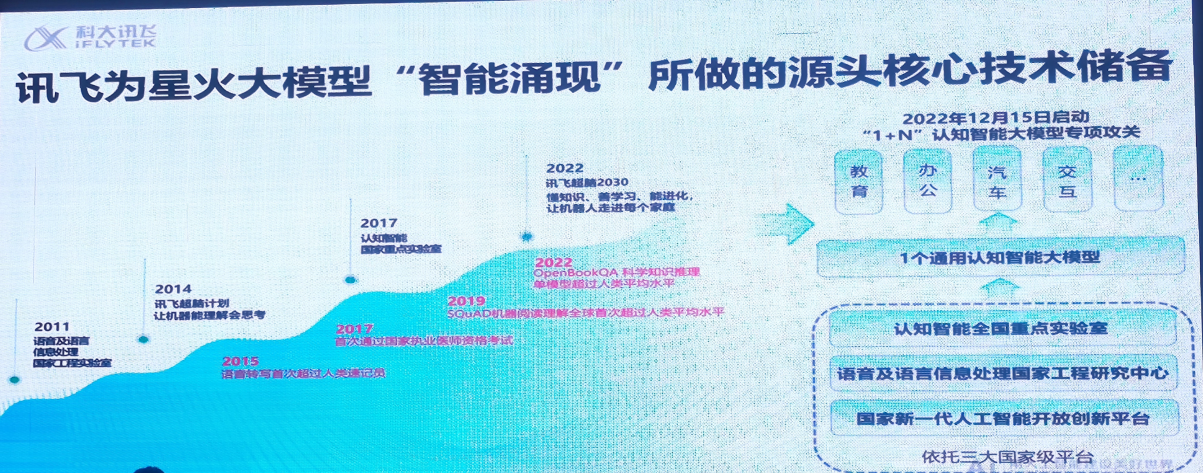 科大讯飞
iFLYTEK
讯飞为星火大模型“智能涌现”所做的源头核心技术储备
2011
语音及语言
信息处理
国家工程实验室
2014
讯飞超脑计划
让机器能理解会思考
2017
认知智能
国家重点实验室
2022
讯飞超脑2030
懂知识、善学习、能进化，
让机器人走进每个家庭
2015
语音转写首次超过人类速记员
2017
首次通过国家执业医师资格考试
2019
SQuAD机器阅读理解全球首次超过人类平均水平
2022
OpenBookQA 科学知识推理
单模型超过人类平均水平
2022年12月15日启动
“1+N”认知智能大模型专项攻关
教育
办公
汽车
交互
...
1个通用认知智能大模型
认知智能全国重点实验室
语音及语言信息处理国家工程研究中心
国家新一代人工智能开放创新平台
依托三大国家级平台